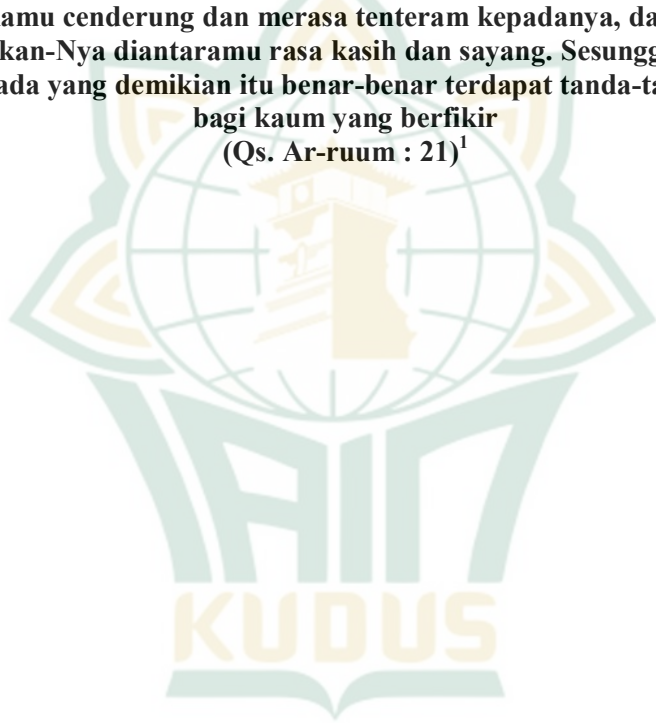 amu cenderung dan merasa tenteram kepadanya, da
kan-Nya diantaramu rasa kasih dan sayang. Sesungg
ada yang demikian itu benar-benar terdapat tanda-ta
bagi kaum yang berfikir
(Qs. Ar-ruum : 21)¹
IAIN
KUDUS